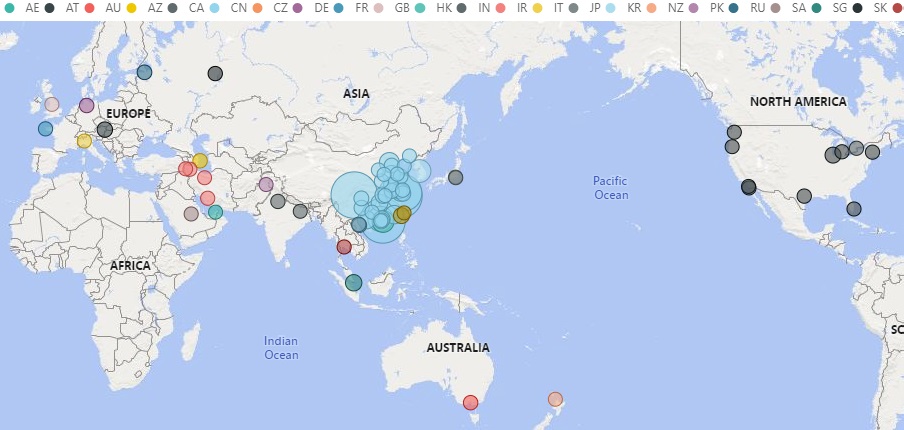 AE AT AU AZ CA CN CZ DE FR GB HK IN IR IT JP KR NZ PK RU SA SG SK
ASIA
NORTH AMERICA
EUROPE
Pacific
Ocean
AFRICA
Indian
Ocean
AUSTRALIA
SC